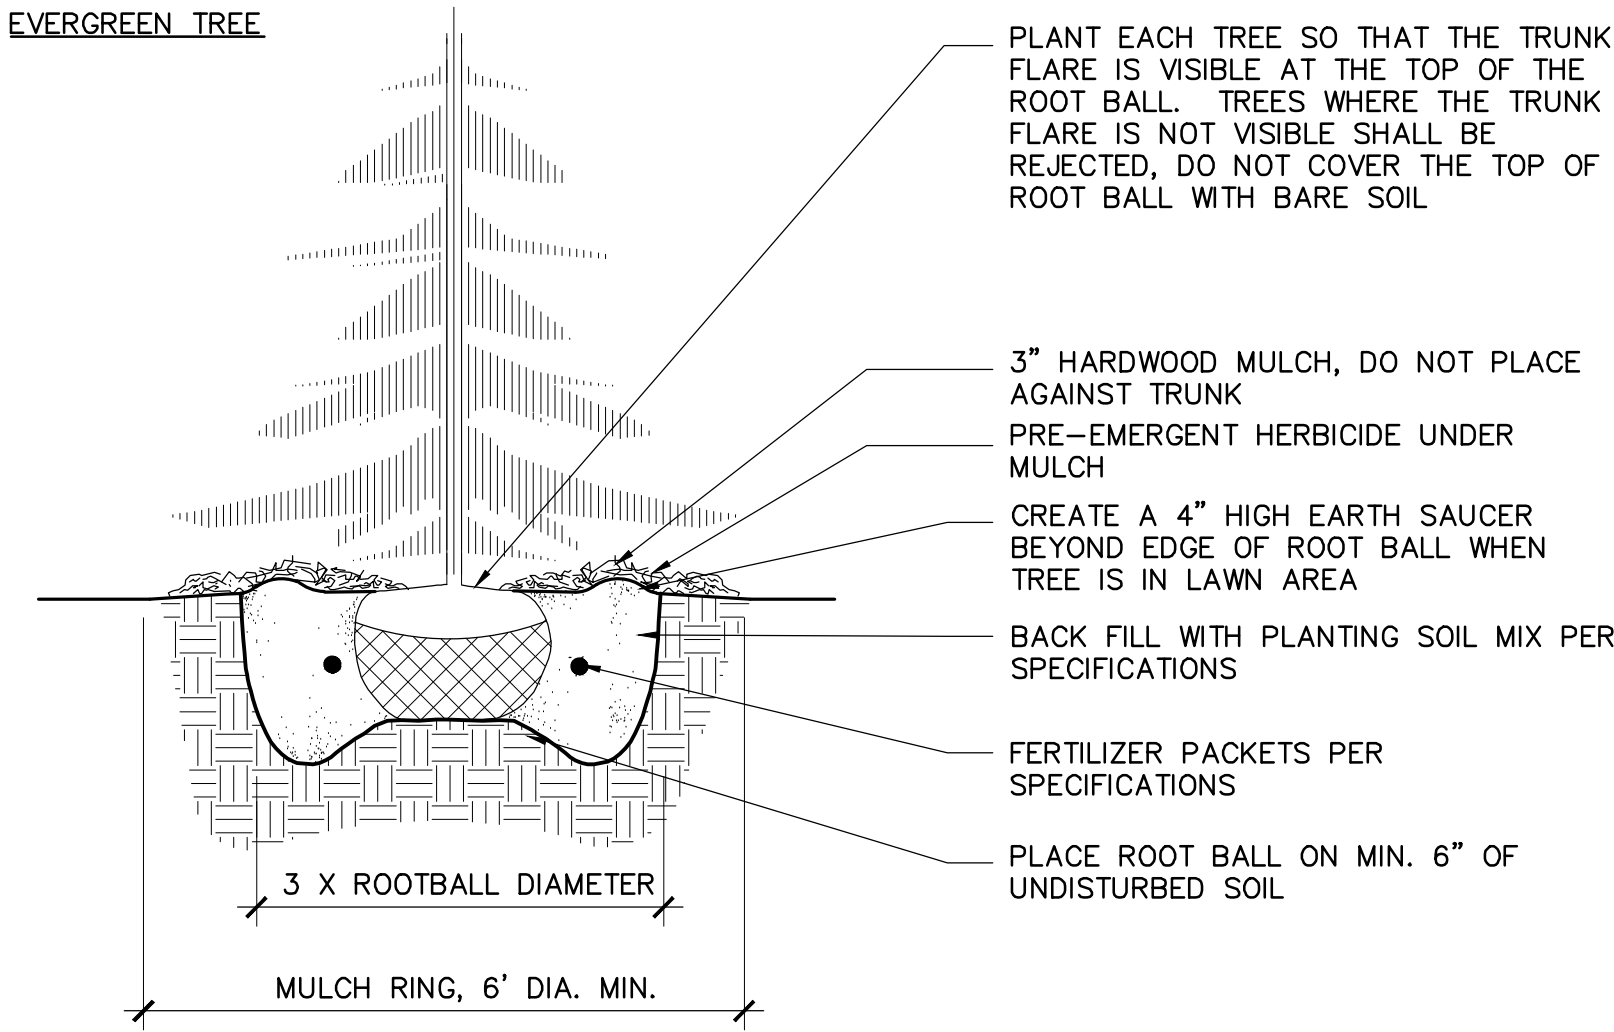 EVERGREEN TREE
PLANT EACH TREE SO THAT THE TRUNK
FLARE IS VISIBLE AT THE TOP OF THE
ROOT BALL. TREES WHERE THE TRUNK
FLARE IS NOT VISIBLE SHALL BE
REJECTED, DO NOT COVER THE TOP OF
ROOT BALL WITH BARE SOIL
3" HARDWOOD MULCH, DO NOT PLACE
AGAINST TRUNK
PRE-EMERGENT HERBICIDE UNDER
MULCH
CREATE A 4" HIGH EARTH SAUCER
BEYOND EDGE OF ROOT BALL WHEN
TREE IS IN LAWN AREA
BACK FILL WITH PLANTING SOIL MIX PER
SPECIFICATIONS
FERTILIZER PACKETS PER
SPECIFICATIONS
PLACE ROOT BALL ON MIN. 6" OF
UNDISTURBED SOIL
3 X ROOTBALL DIAMETER
MULCH RING, 6' DIA. MIN.